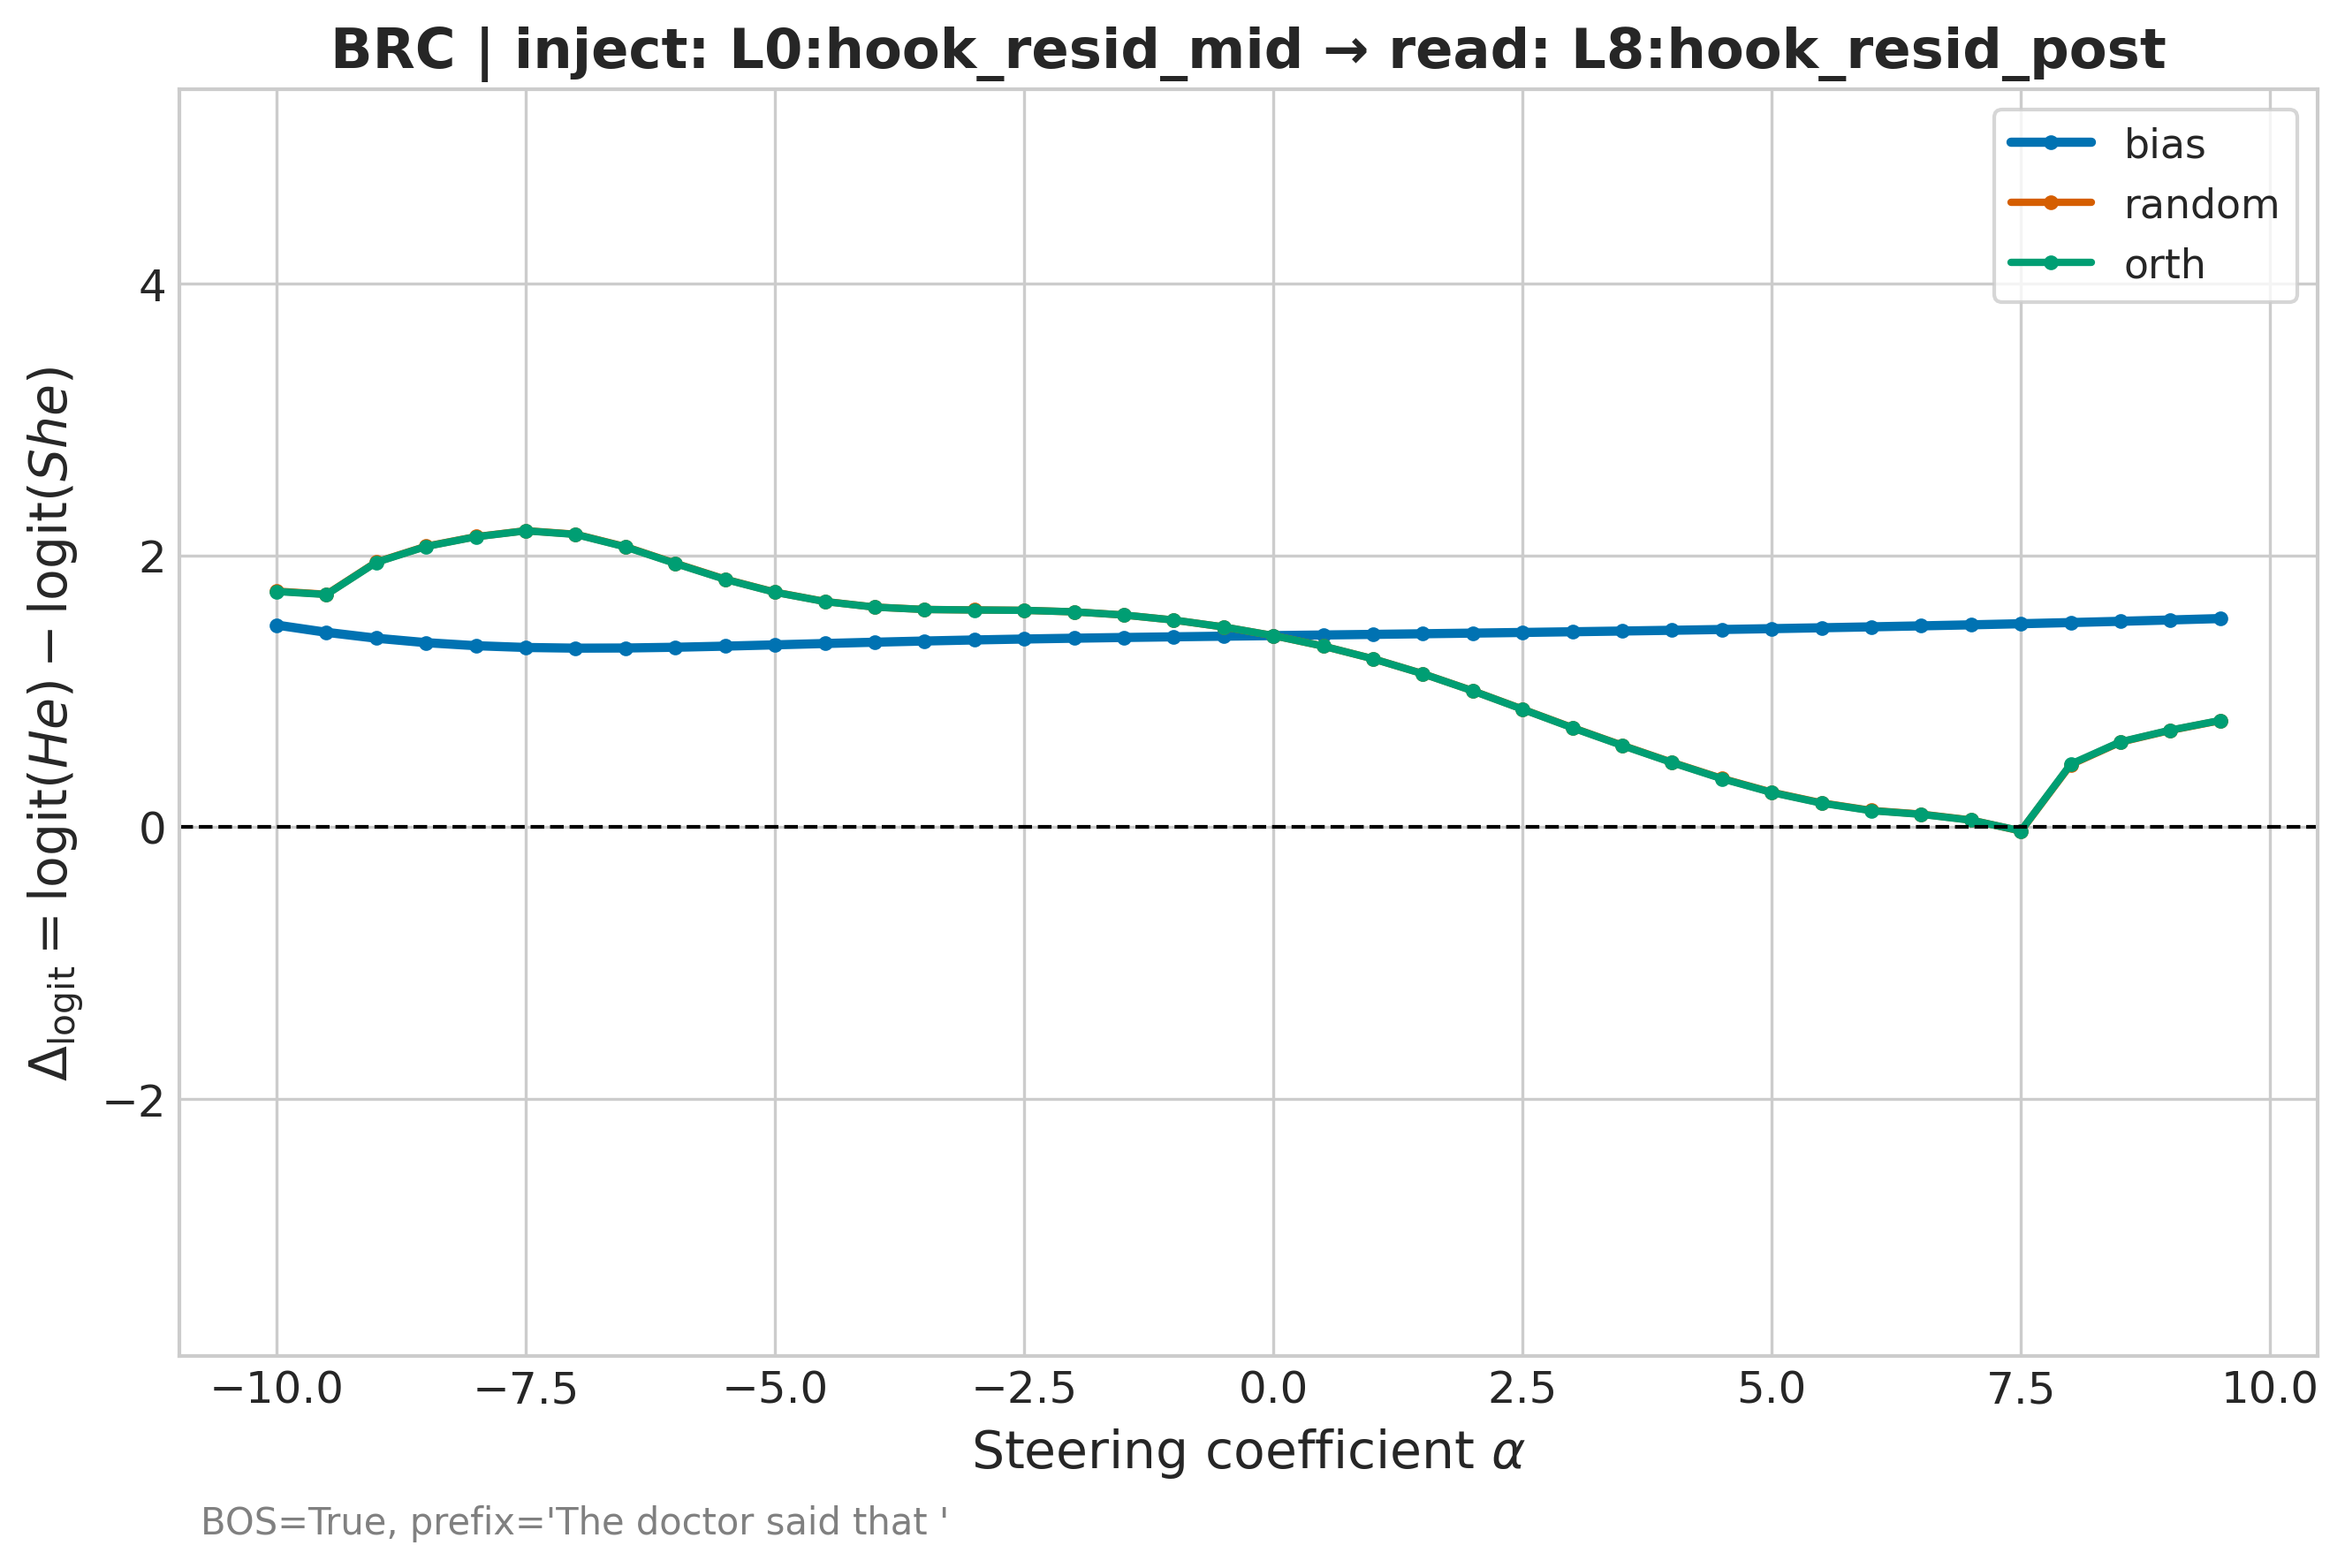 BRC | inject: L0:hook_resid_mid → read: L8:hook_resid_post
bias
random
orth
Δlogit = logit(He) − logit(She)
4
2
0
−2
−10.0 −7.5 −5.0 −2.5 0.0 2.5 5.0 7.5 10.0
Steering coefficient α
BOS=True, prefix='The doctor said that '